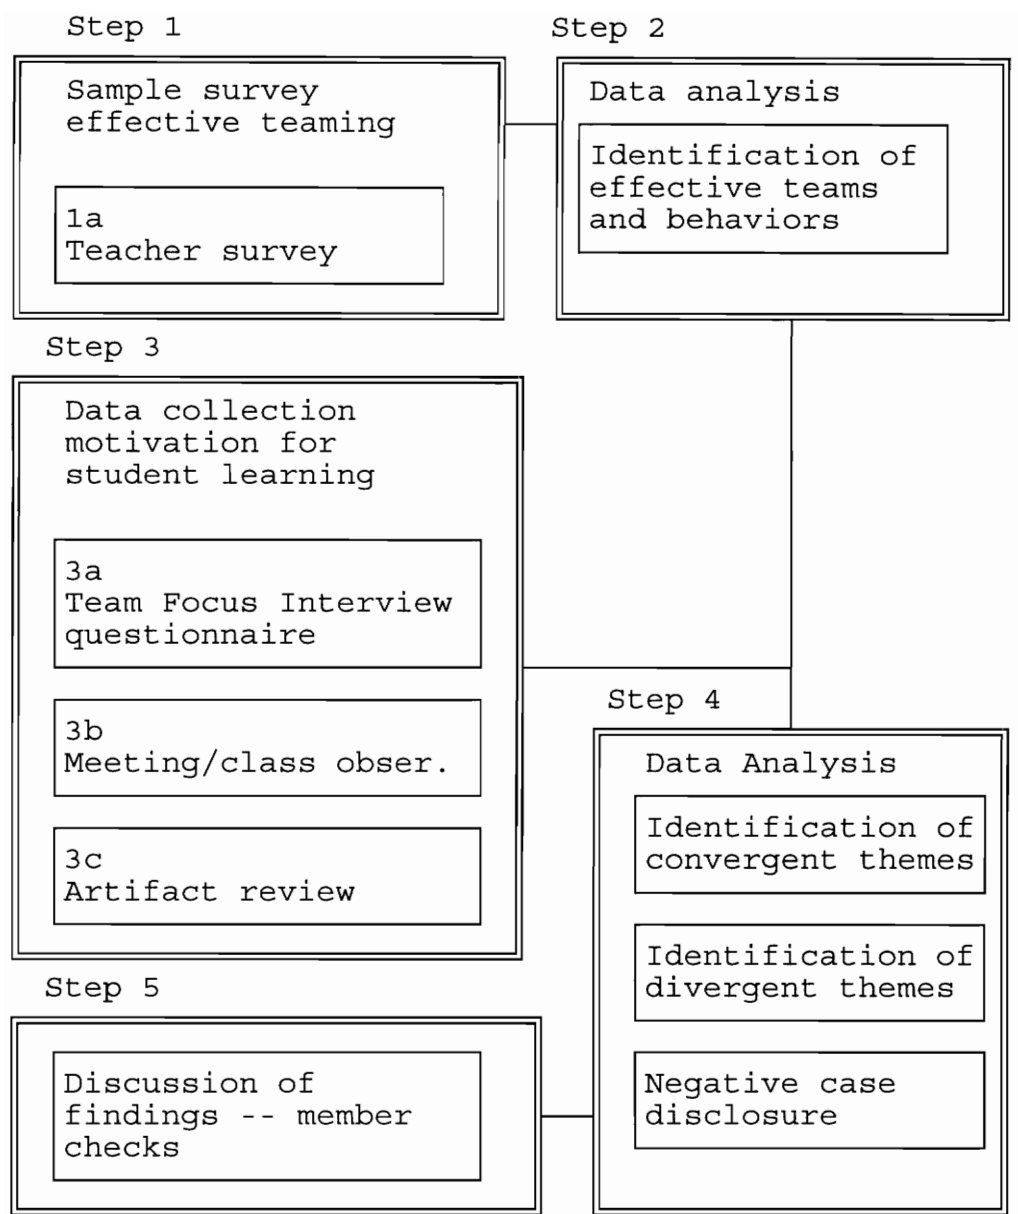 Step 1
Sample survey
effective teaming
1a
Teacher survey
Step 2
Data analysis
Identification of
effective teams
and behaviors
Step 3
Data collection
motivation for
student learning
3a
Team Focus Interview
questionnaire
3b
Meeting/class obser.
3c
Artifact review
Step 4
Data Analysis
Identification of
convergent themes
Identification of
divergent themes
Negative case
disclosure
Step 5
Discussion of
findings -- member
checks